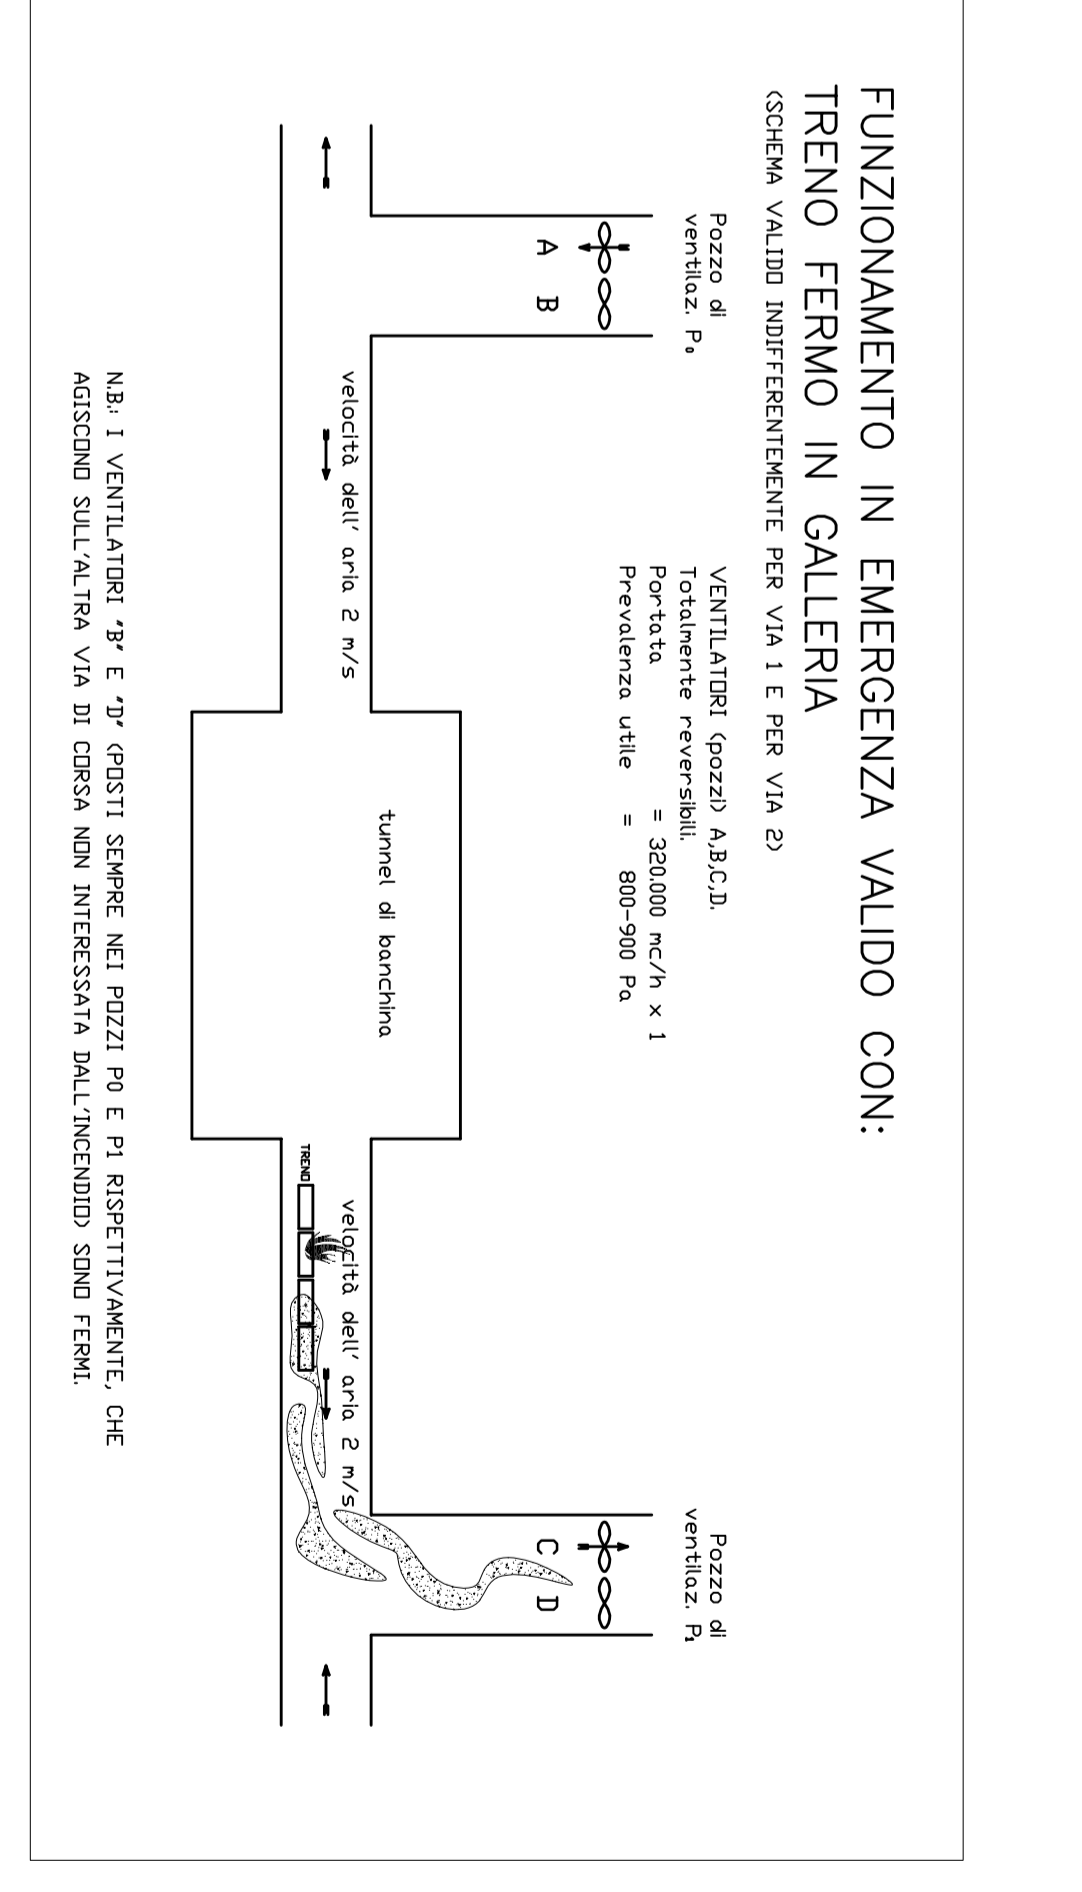 FUNZIONAMENTO IN EMERGENZA VALIDO CON:
TRENO FERMO IN GALLERIA
(SCHEMA VALIDO INDIFFERENTEMENTE PER VIA 1 E PER VIA 2)
Pozzo di
ventilaz. P0
VENTILATORI (pozzi) A,B,C,D.
Totalmente reversibili.
Portata = 320.000 mc/h x 1
Prevalenza utile = 800-900 Pa
Pozzo di
ventilaz. P1
A B
C D
velocità dell' aria 2 m/s
tunnel di banchina
TRENO
velocità dell' aria 2 m/s
N.B.: I VENTILATORI "B" E "D" (POSTI SEMPRE NEI POZZI P0 E P1 RISPETTIVAMENTE, CHE
AGISCONO SULL'ALTRA VIA DI CORSA NON INTERESSATA DALL'INCENDIO) SONO FERMI.